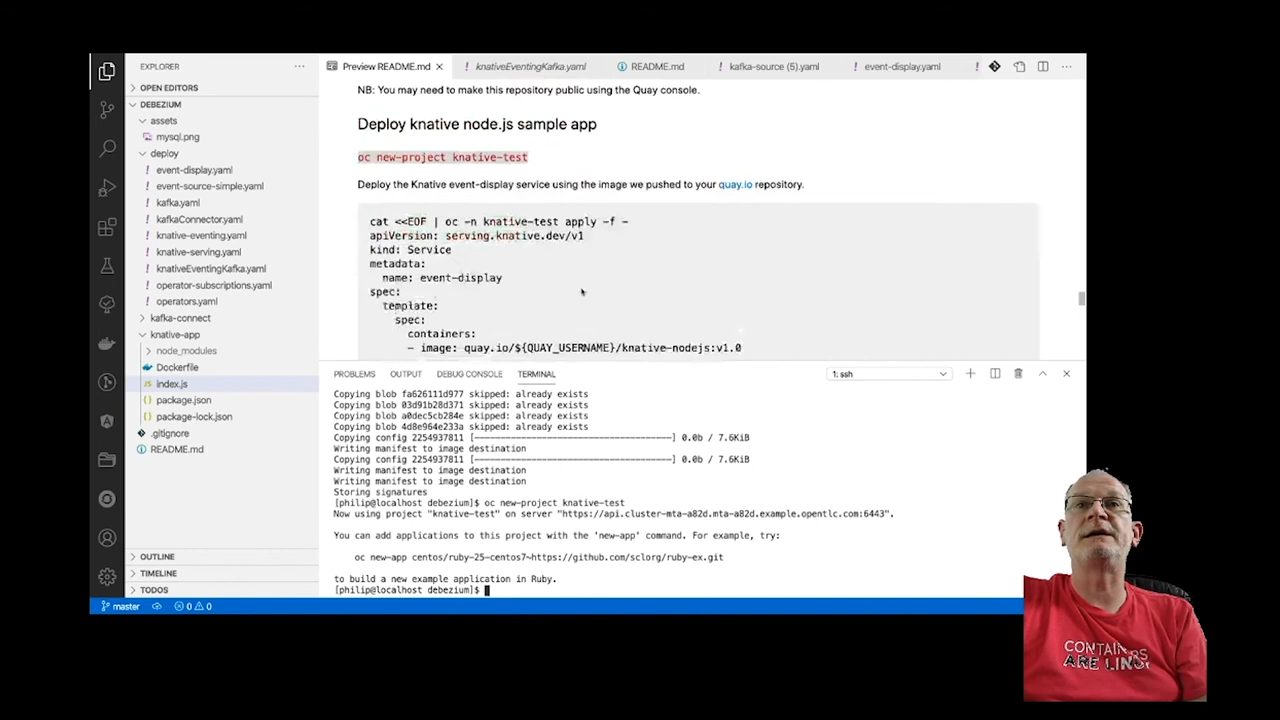 EXPLORER
OPEN EDITORS
DEBEZIUM
assets
mysql.png
deploy
event-display.yaml
event-source-simple.yaml
kafka.yaml
kafkaConnector.yaml
knative-eventing.yaml
knative-serving.yaml
knativeEventingKafka.yaml
operator-subscriptions.yaml
operators.yaml
kafka-connect
knative-app
node_modules
Dockerfile
index.js
package.json
package-lock.json
.gitignore
README.md
OUTLINE
TIMELINE
TODOS
Preview README.md knativeEventingKafka.yaml README.md kafka-source (5).yaml event-display.yaml
NB: You may need to make this repository public using the Quay console.
Deploy knative node.js sample app
oc new-project knative-test
Deploy the Knative event-display service using the image we pushed to your quay.io repository.
cat <<EOF | oc -n knative-test apply -f -
apiVersion: serving.knative.dev/v1
kind: Service
metadata:
name: event-display
spec:
template:
spec:
containers:
- image: quay.io/${QUAY_USERNAME}/knative-nodejs:v1.0
PROBLEMS OUTPUT DEBUG CONSOLE TERMINAL 1: ssh
Copying blob fa626111d977 skipped: already exists
Copying blob 03d91b28d371 skipped: already exists
Copying blob a0dec5cb284e skipped: already exists
Copying blob 4d8e964e233a skipped: already exists
Copying config 2254937811 [--------------------------------------] 0.0b / 7.6KiB
Writing manifest to image destination
Copying config 2254937811 [--------------------------------------] 0.0b / 7.6KiB
Writing manifest to image destination
Writing manifest to image destination
Storing signatures
[philip@localhost debezium]$ oc new-project knative-test
Now using project "knative-test" on server "https://api.cluster-mta-a82d.mta-a82d.example.opentlc.com:6443".
You can add applications to this project with the 'new-app' command. For example, try:
oc new-app centos/ruby-25-centos7~https://github.com/sclorg/ruby-ex.git
to build a new example application in Ruby.
[philip@localhost debezium]$
master 0 0
CONTAINERS
ARE LINU